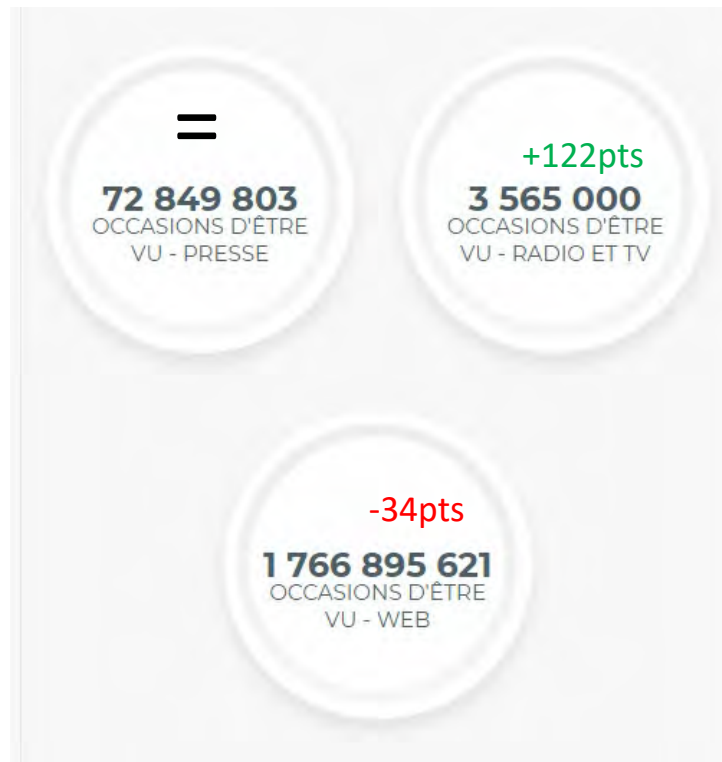 =
72 849 803
OCCASIONS D'ÊTRE
VU - PRESSE
+122pts
3 565 000
OCCASIONS D'ÊTRE
VU - RADIO ET TV
-34pts
1 766 895 621
OCCASIONS D'ÊTRE
VU - WEB